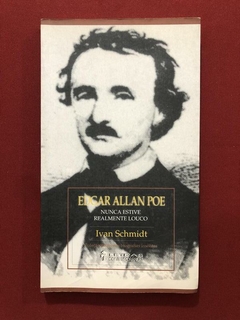 EDGAR ALLAN POE
NUNCA ESTIVE
REALMENTE LOUCO
Ivan Schmidt